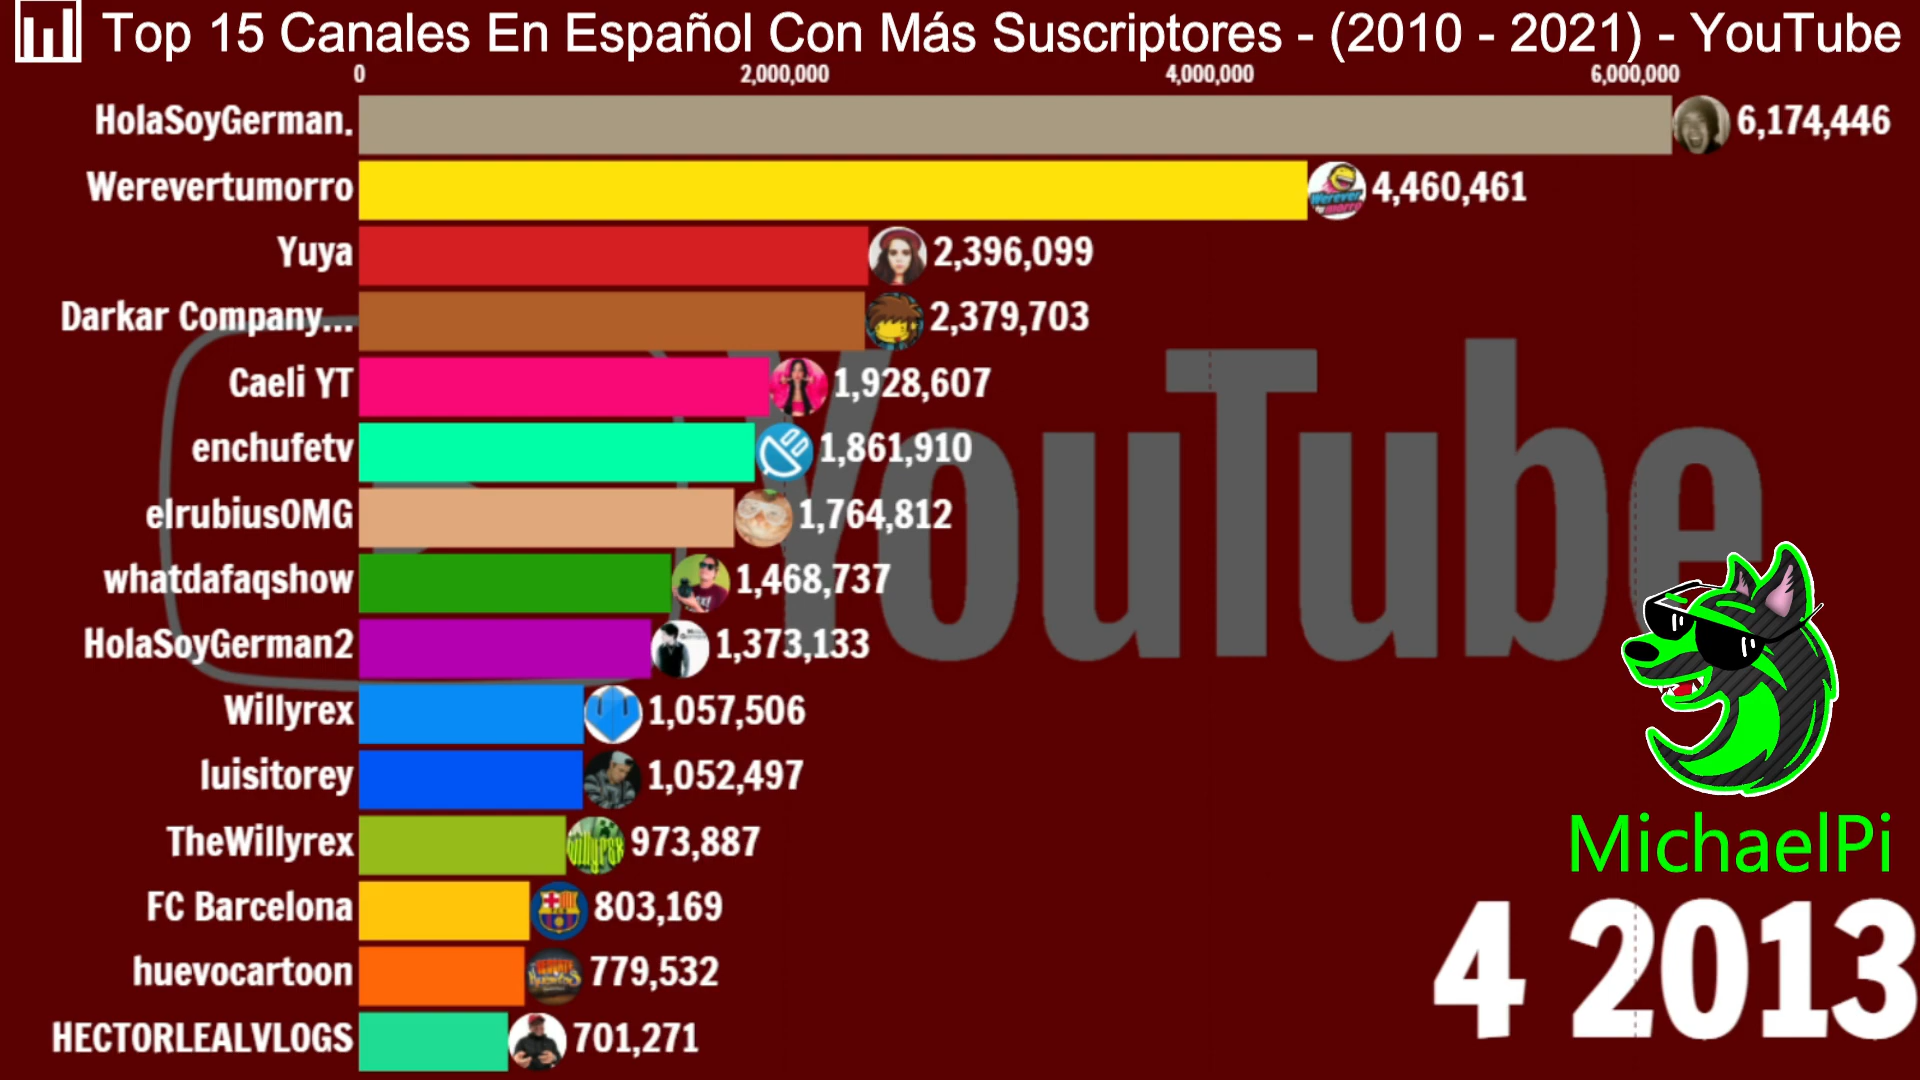 Top 15 Canales En Español Con Más Suscriptores - (2010 - 2021) - YouTube
0 2,000,000 4,000,000 6,000,000
HolaSoyGerman. 6,174,446
Werevertumorro 4,460,461
Yuya 2,396,099
Darkar Company... 2,379,703
Caeli YT 1,928,607
enchufetv 1,861,910
elrubiusOMG 1,764,812
whatdafaqshow 1,468,737
HolaSoyGerman2 1,373,133
Willyrex 1,057,506
luisitorey 1,052,497
TheWillyrex 973,887
FC Barcelona 803,169
huevocartoon 779,532
HECTORLEALVLOGS 701,271
YouTube
MichaelPi
4 2013